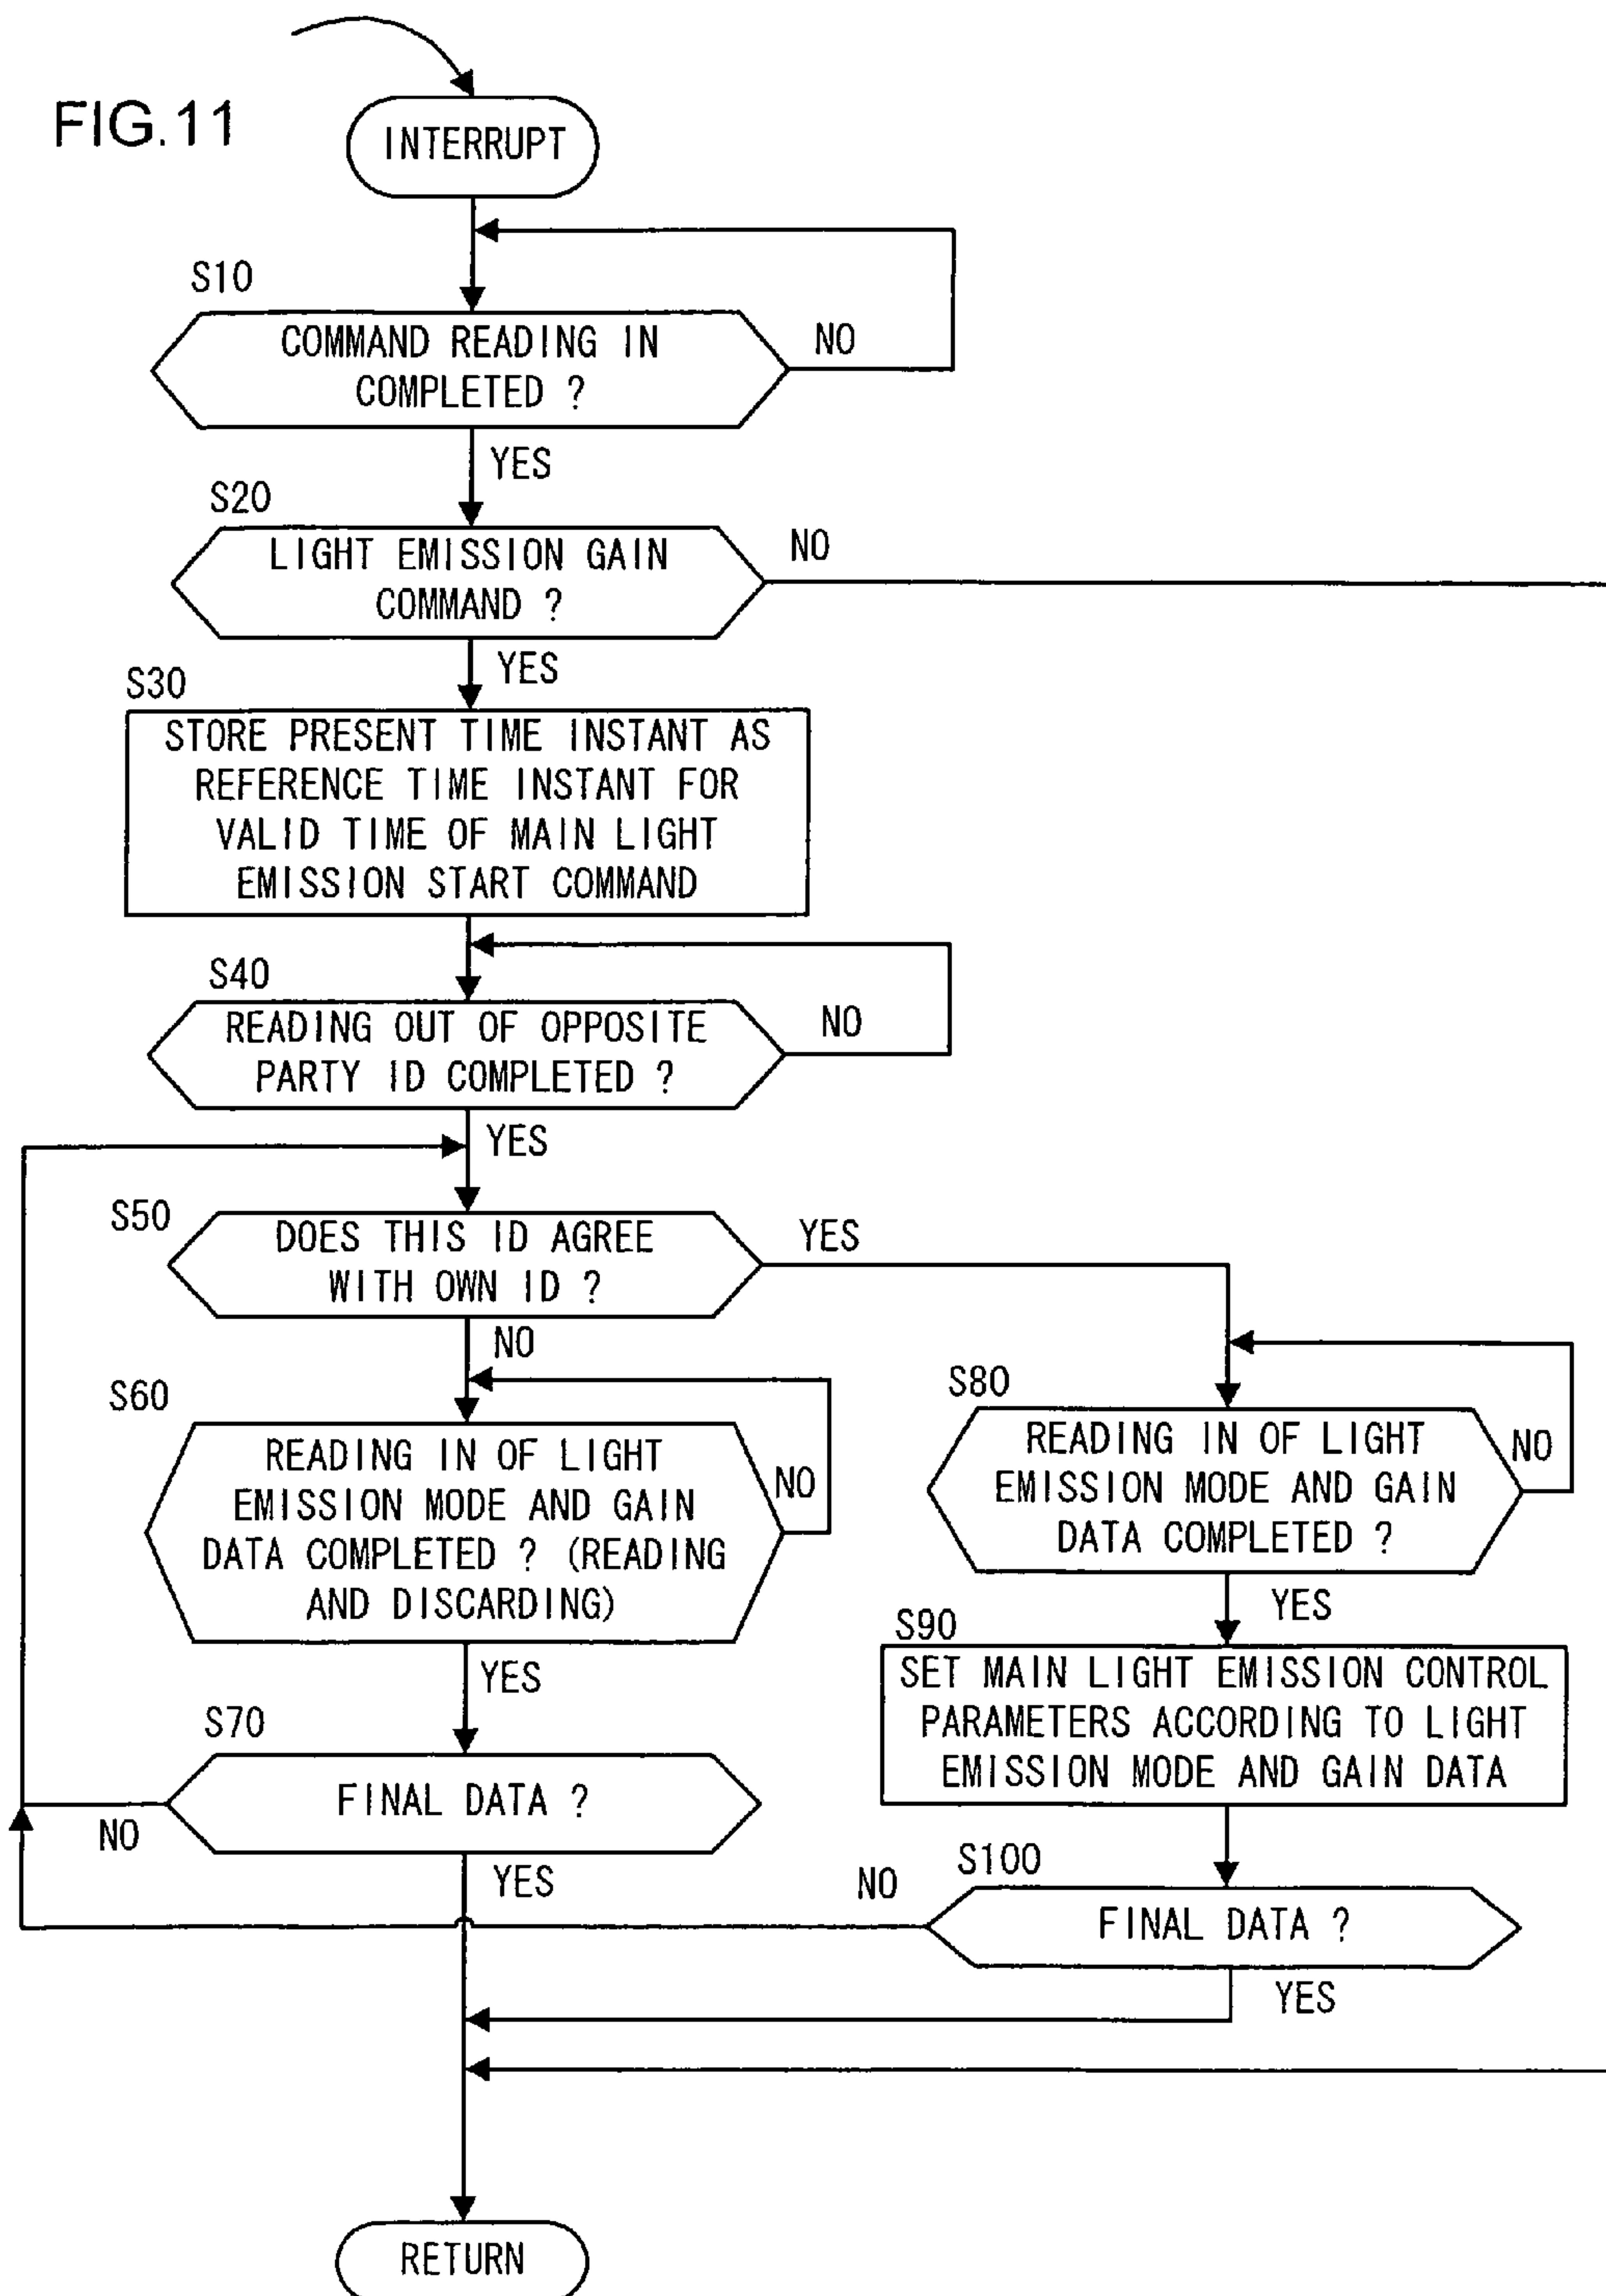 FIG.11
INTERRUPT
S10
COMMAND READING IN
COMPLETED ?
NO
YES
S20
LIGHT EMISSION GAIN
COMMAND ?
NO
YES
S30
STORE PRESENT TIME INSTANT AS
REFERENCE TIME INSTANT FOR
VALID TIME OF MAIN LIGHT
EMISSION START COMMAND
S40
READING OUT OF OPPOSITE
PARTY ID COMPLETED ?
NO
YES
S50
DOES THIS ID AGREE
WITH OWN ID ?
YES
NO
S60
READING IN OF LIGHT
EMISSION MODE AND GAIN
DATA COMPLETED ? (READING
AND DISCARDING)
NO
YES
S70
FINAL DATA ?
NO
YES
S80
READING IN OF LIGHT
EMISSION MODE AND GAIN
DATA COMPLETED ?
NO
YES
S90
SET MAIN LIGHT EMISSION CONTROL
PARAMETERS ACCORDING TO LIGHT
EMISSION MODE AND GAIN DATA
S100
FINAL DATA ?
NO
YES
RETURN